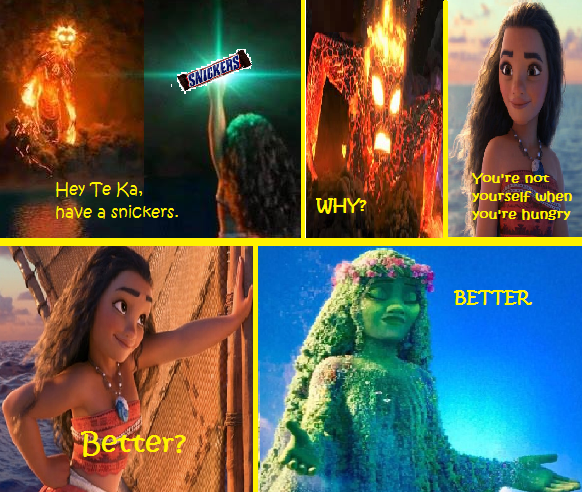 SNICKERS
Hey Te Ka,
have a snickers.
WHY?
You're not
yourself when
you're hungry
Better?
BETTER.